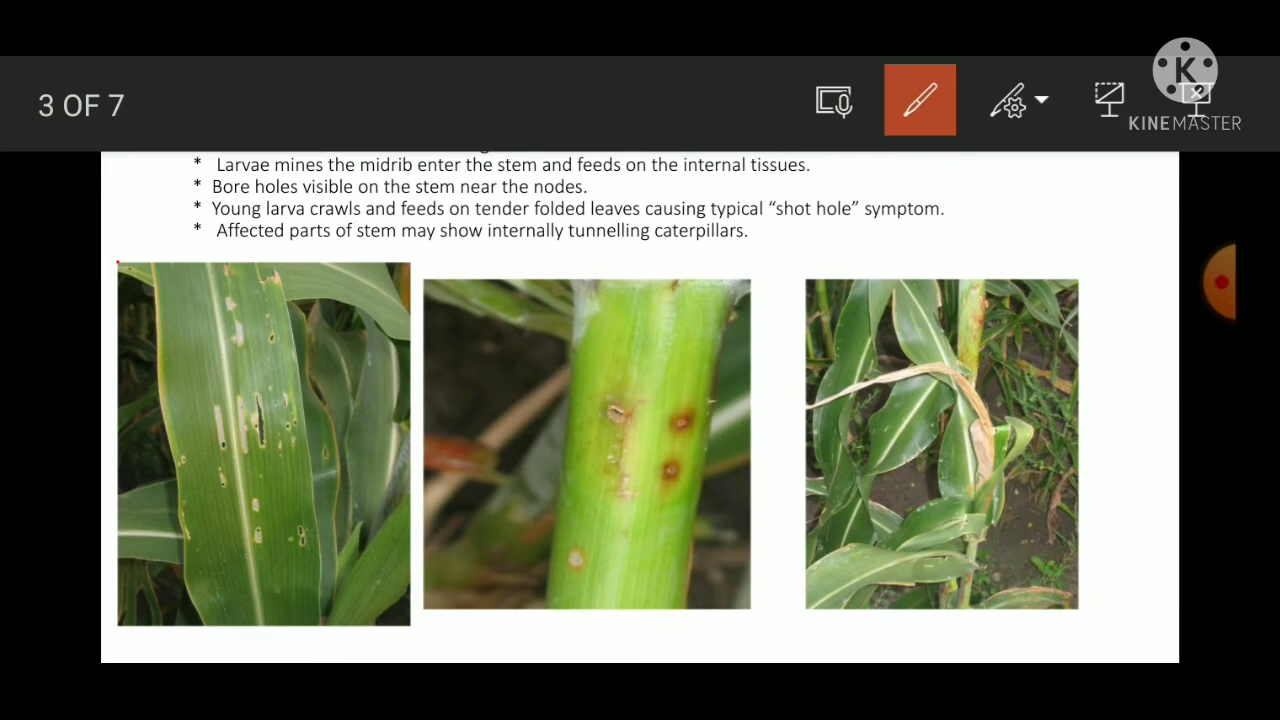 3 OF 7
K
KINEMASTER
* Larvae mines the midrib enter the stem and feeds on the internal tissues.
* Bore holes visible on the stem near the nodes.
* Young larva crawls and feeds on tender folded leaves causing typical “shot hole” symptom.
* Affected parts of stem may show internally tunnelling caterpillars.